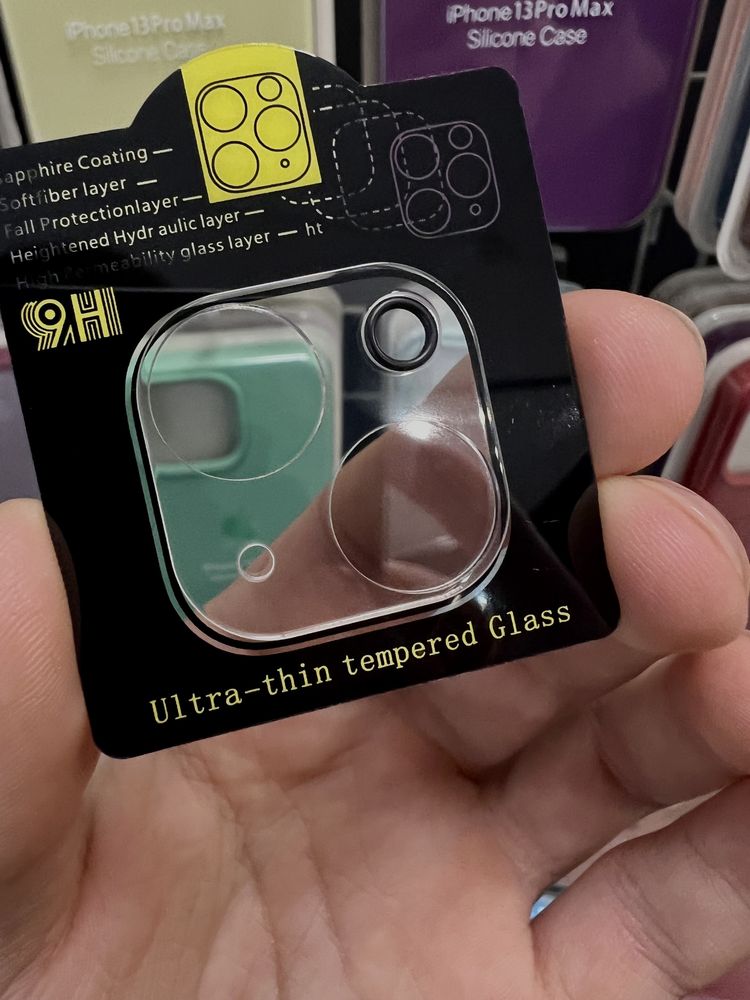 iPhone 13 Pro Max
Silicone Case
iPhone 13 Pro Max
Silicone Case
apphire Coating
Softfiber layer
Fall Protectionlayer
Heightened Hydr aulic layer
High Permeability glass layer — ht
9H
Ultra-thin tempered Glass